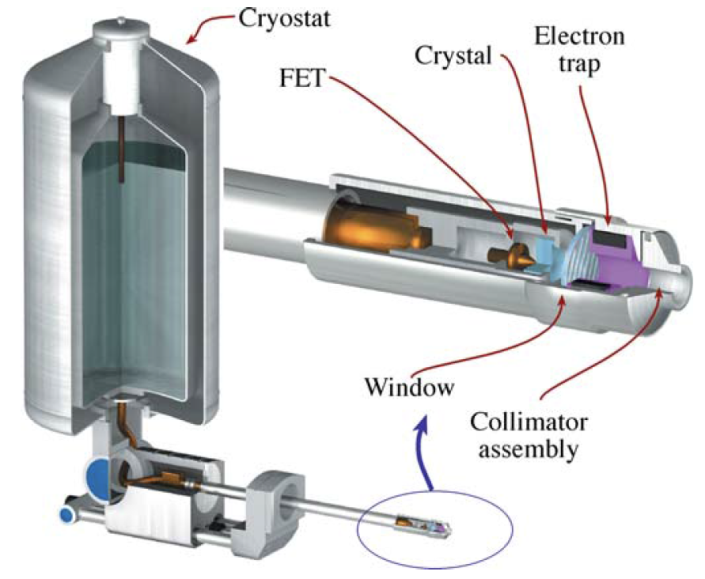 Cryostat
FET
Crystal
Electron
trap
Window
Collimator
assembly